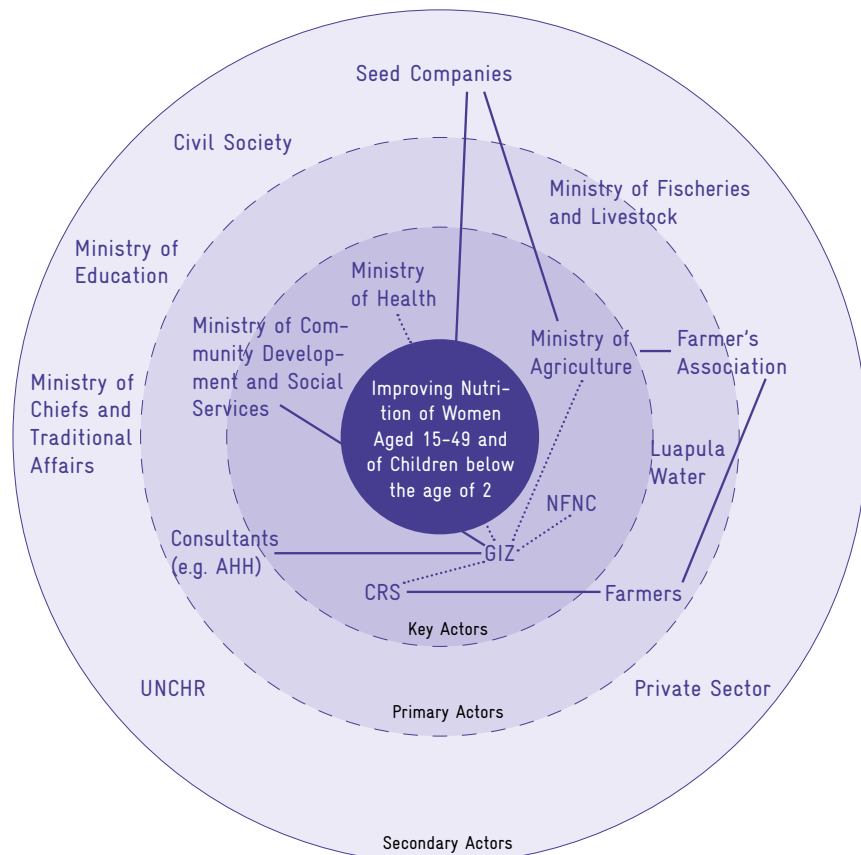 Seed Companies
Civil Society
Ministry of Fischeries
and Livestock
Ministry of
Education
Ministry
of Health
Ministry of Com-
munity Develop-
ment and Social
Services
Ministry of
Agriculture
Farmer's
Association
Ministry of
Chiefs and
Traditional
Affairs
Improving Nutri-
tion of Women
Aged 15-49 and
of Children below
the age of 2
Luapula
Water
NFNC
Consultants
(e.g. AHH)
GIZ
CRS
Farmers
Key Actors
UNCHR
Private Sector
Primary Actors
Secondary Actors